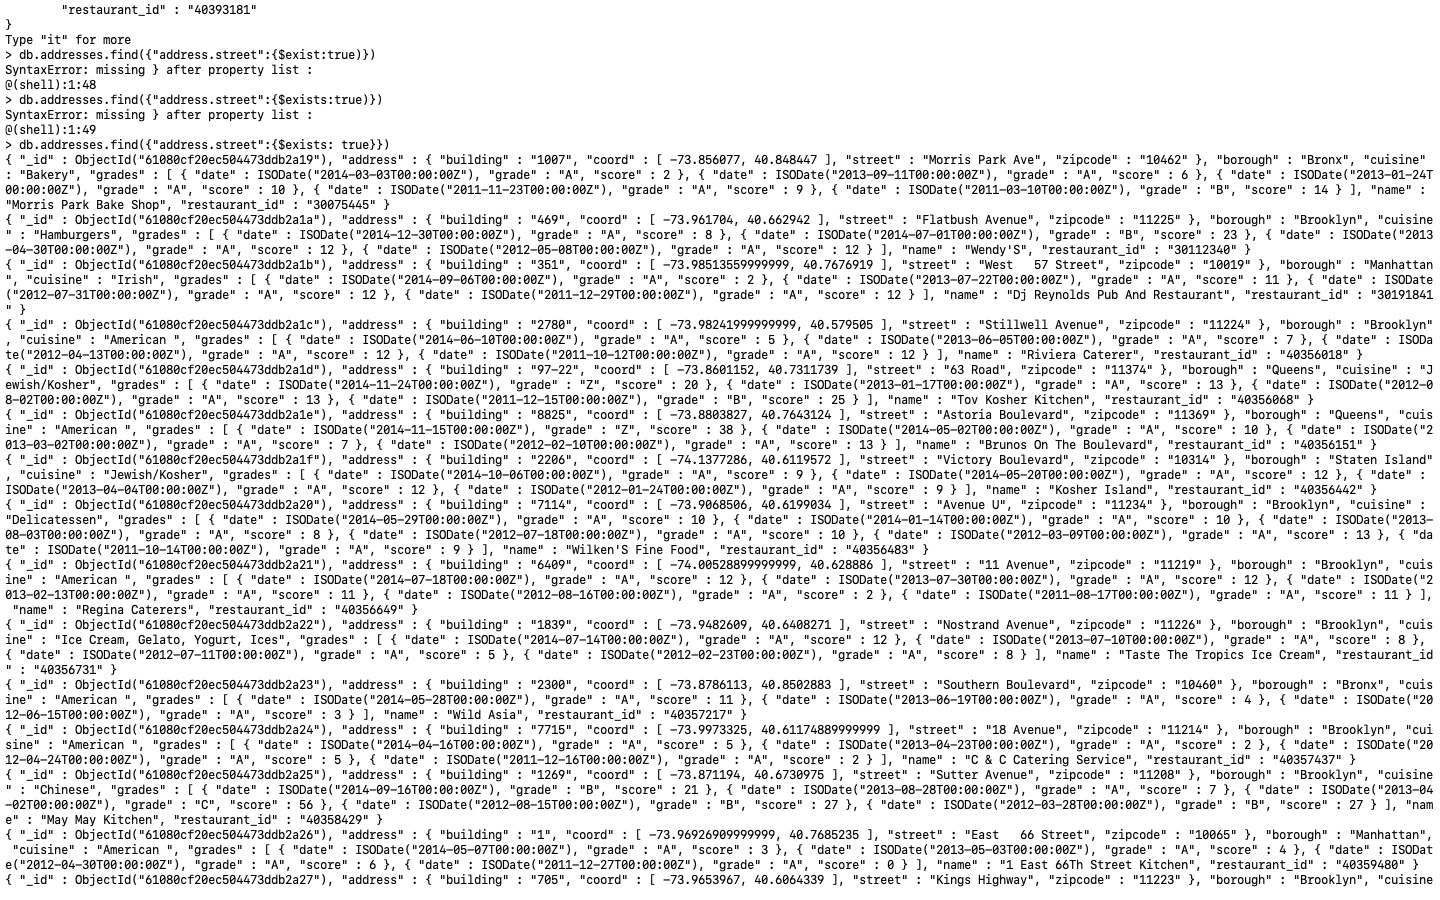 "restaurant_id" : "40393181"
}
Type "it" for more
> db.addresses.find({"address.street":{$exist:true)})
SyntaxError: missing } after property list :
@(shell):1:48
> db.addresses.find({"address.street":{$exists:true)})
SyntaxError: missing } after property list :
@(shell):1:49
> db.addresses.find({"address.street":{$exists: true}})
{ "_id" : ObjectId("61080cf20ec504473ddb2a19"), "address" : { "building" : "1007", "coord" : [ -73.856077, 40.848447 ], "street" : "Morris Park Ave", "zipcode" : "10462" }, "borough" : "Bronx", "cuisine"
: "Bakery", "grades" : [ { "date" : ISODate("2014-03-03T00:00:00Z"), "grade" : "A", "score" : 2 }, { "date" : ISODate("2013-09-11T00:00:00Z"), "grade" : "A", "score" : 6 }, { "date" : ISODate("2013-01-24T
00:00:00Z"), "grade" : "A", "score" : 10 }, { "date" : ISODate("2011-11-23T00:00:00Z"), "grade" : "A", "score" : 9 }, { "date" : ISODate("2011-03-10T00:00:00Z"), "grade" : "B", "score" : 14 } ], "name" :
"Morris Park Bake Shop", "restaurant_id" : "30075445" }
{ "_id" : ObjectId("61080cf20ec504473ddb2a1a"), "address" : { "building" : "469", "coord" : [ -73.961704, 40.662942 ], "street" : "Flatbush Avenue", "zipcode" : "11225" }, "borough" : "Brooklyn", "cuisine
" : "Hamburgers", "grades" : [ { "date" : ISODate("2014-12-30T00:00:00Z"), "grade" : "A", "score" : 8 }, { "date" : ISODate("2014-07-01T00:00:00Z"), "grade" : "B", "score" : 23 }, { "date" : ISODate("2013
-04-30T00:00:00Z"), "grade" : "A", "score" : 12 }, { "date" : ISODate("2012-05-08T00:00:00Z"), "grade" : "A", "score" : 12 } ], "name" : "Wendy'S", "restaurant_id" : "30112340" }
{ "_id" : ObjectId("61080cf20ec504473ddb2a1b"), "address" : { "building" : "351", "coord" : [ -73.98513559999999, 40.7676919 ], "street" : "West   57 Street", "zipcode" : "10019" }, "borough" : "Manhattan
", "cuisine" : "Irish", "grades" : [ { "date" : ISODate("2014-09-06T00:00:00Z"), "grade" : "A", "score" : 2 }, { "date" : ISODate("2013-07-22T00:00:00Z"), "grade" : "A", "score" : 11 }, { "date" : ISODate
("2012-07-31T00:00:00Z"), "grade" : "A", "score" : 12 }, { "date" : ISODate("2011-12-29T00:00:00Z"), "grade" : "A", "score" : 12 } ], "name" : "Dj Reynolds Pub And Restaurant", "restaurant_id" : "30191841
" }
{ "_id" : ObjectId("61080cf20ec504473ddb2a1c"), "address" : { "building" : "2780", "coord" : [ -73.98241999999999, 40.579505 ], "street" : "Stillwell Avenue", "zipcode" : "11224" }, "borough" : "Brooklyn"
, "cuisine" : "American ", "grades" : [ { "date" : ISODate("2014-06-10T00:00:00Z"), "grade" : "A", "score" : 5 }, { "date" : ISODate("2013-06-05T00:00:00Z"), "grade" : "A", "score" : 7 }, { "date" : ISODa
te("2012-04-13T00:00:00Z"), "grade" : "A", "score" : 12 }, { "date" : ISODate("2011-10-12T00:00:00Z"), "grade" : "A", "score" : 12 } ], "name" : "Riviera Caterer", "restaurant_id" : "40356018" }
{ "_id" : ObjectId("61080cf20ec504473ddb2a1d"), "address" : { "building" : "97-22", "coord" : [ -73.8601152, 40.7311739 ], "street" : "63 Road", "zipcode" : "11374" }, "borough" : "Queens", "cuisine" : "J
ewish/Kosher", "grades" : [ { "date" : ISODate("2014-11-24T00:00:00Z"), "grade" : "Z", "score" : 20 }, { "date" : ISODate("2013-01-17T00:00:00Z"), "grade" : "A", "score" : 13 }, { "date" : ISODate("2012-0
8-02T00:00:00Z"), "grade" : "A", "score" : 13 }, { "date" : ISODate("2011-12-15T00:00:00Z"), "grade" : "B", "score" : 25 } ], "name" : "Tov Kosher Kitchen", "restaurant_id" : "40356068" }
{ "_id" : ObjectId("61080cf20ec504473ddb2a1e"), "address" : { "building" : "8825", "coord" : [ -73.8803827, 40.7643124 ], "street" : "Astoria Boulevard", "zipcode" : "11369" }, "borough" : "Queens", "cuis
ine" : "American ", "grades" : [ { "date" : ISODate("2014-11-15T00:00:00Z"), "grade" : "Z", "score" : 38 }, { "date" : ISODate("2014-05-02T00:00:00Z"), "grade" : "A", "score" : 10 }, { "date" : ISODate("2
013-03-02T00:00:00Z"), "grade" : "A", "score" : 7 }, { "date" : ISODate("2012-02-10T00:00:00Z"), "grade" : "A", "score" : 13 } ], "name" : "Brunos On The Boulevard", "restaurant_id" : "40356151" }
{ "_id" : ObjectId("61080cf20ec504473ddb2a1f"), "address" : { "building" : "2206", "coord" : [ -74.1377286, 40.6119572 ], "street" : "Victory Boulevard", "zipcode" : "10314" }, "borough" : "Staten Island"
, "cuisine" : "Jewish/Kosher", "grades" : [ { "date" : ISODate("2014-10-06T00:00:00Z"), "grade" : "A", "score" : 9 }, { "date" : ISODate("2014-05-20T00:00:00Z"), "grade" : "A", "score" : 12 }, { "date" :
ISODate("2013-04-04T00:00:00Z"), "grade" : "A", "score" : 12 }, { "date" : ISODate("2012-01-24T00:00:00Z"), "grade" : "A", "score" : 9 } ], "name" : "Kosher Island", "restaurant_id" : "40356442" }
{ "_id" : ObjectId("61080cf20ec504473ddb2a20"), "address" : { "building" : "7114", "coord" : [ -73.9068506, 40.6199034 ], "street" : "Avenue U", "zipcode" : "11234" }, "borough" : "Brooklyn", "cuisine" :
"Delicatessen", "grades" : [ { "date" : ISODate("2014-05-29T00:00:00Z"), "grade" : "A", "score" : 10 }, { "date" : ISODate("2014-01-14T00:00:00Z"), "grade" : "A", "score" : 10 }, { "date" : ISODate("2013-
08-03T00:00:00Z"), "grade" : "A", "score" : 8 }, { "date" : ISODate("2012-07-18T00:00:00Z"), "grade" : "A", "score" : 10 }, { "date" : ISODate("2012-03-09T00:00:00Z"), "grade" : "A", "score" : 13 }, { "da
te" : ISODate("2011-10-14T00:00:00Z"), "grade" : "A", "score" : 9 } ], "name" : "Wilken'S Fine Food", "restaurant_id" : "40356483" }
{ "_id" : ObjectId("61080cf20ec504473ddb2a21"), "address" : { "building" : "6409", "coord" : [ -74.00528899999999, 40.628886 ], "street" : "11 Avenue", "zipcode" : "11219" }, "borough" : "Brooklyn", "cuis
ine" : "American ", "grades" : [ { "date" : ISODate("2014-07-18T00:00:00Z"), "grade" : "A", "score" : 12 }, { "date" : ISODate("2013-07-30T00:00:00Z"), "grade" : "A", "score" : 12 }, { "date" : ISODate("2
013-02-13T00:00:00Z"), "grade" : "A", "score" : 11 }, { "date" : ISODate("2012-08-16T00:00:00Z"), "grade" : "A", "score" : 2 }, { "date" : ISODate("2011-08-17T00:00:00Z"), "grade" : "A", "score" : 11 } ],
"name" : "Regina Caterers", "restaurant_id" : "40356649" }
{ "_id" : ObjectId("61080cf20ec504473ddb2a22"), "address" : { "building" : "1839", "coord" : [ -73.9482609, 40.6408271 ], "street" : "Nostrand Avenue", "zipcode" : "11226" }, "borough" : "Brooklyn", "cuis
ine" : "Ice Cream, Gelato, Yogurt, Ices", "grades" : [ { "date" : ISODate("2014-07-14T00:00:00Z"), "grade" : "A", "score" : 12 }, { "date" : ISODate("2013-07-10T00:00:00Z"), "grade" : "A", "score" : 8 },
{ "date" : ISODate("2012-07-11T00:00:00Z"), "grade" : "A", "score" : 5 }, { "date" : ISODate("2012-02-23T00:00:00Z"), "grade" : "A", "score" : 8 } ], "name" : "Taste The Tropics Ice Cream", "restaurant_id
" : "40356731" }
{ "_id" : ObjectId("61080cf20ec504473ddb2a23"), "address" : { "building" : "2300", "coord" : [ -73.8786113, 40.8502883 ], "street" : "Southern Boulevard", "zipcode" : "10460" }, "borough" : "Bronx", "cuis
ine" : "American ", "grades" : [ { "date" : ISODate("2014-05-28T00:00:00Z"), "grade" : "A", "score" : 11 }, { "date" : ISODate("2013-06-19T00:00:00Z"), "grade" : "A", "score" : 4 }, { "date" : ISODate("20
12-06-15T00:00:00Z"), "grade" : "A", "score" : 3 } ], "name" : "Wild Asia", "restaurant_id" : "40357217" }
{ "_id" : ObjectId("61080cf20ec504473ddb2a24"), "address" : { "building" : "7715", "coord" : [ -73.9973325, 40.61174889999999 ], "street" : "18 Avenue", "zipcode" : "11214" }, "borough" : "Brooklyn", "cui
sine" : "American ", "grades" : [ { "date" : ISODate("2014-04-16T00:00:00Z"), "grade" : "A", "score" : 5 }, { "date" : ISODate("2013-04-23T00:00:00Z"), "grade" : "A", "score" : 2 }, { "date" : ISODate("20
12-04-24T00:00:00Z"), "grade" : "A", "score" : 5 }, { "date" : ISODate("2011-12-16T00:00:00Z"), "grade" : "A", "score" : 2 } ], "name" : "C & C Catering Service", "restaurant_id" : "40357437" }
{ "_id" : ObjectId("61080cf20ec504473ddb2a25"), "address" : { "building" : "1269", "coord" : [ -73.871194, 40.6730975 ], "street" : "Sutter Avenue", "zipcode" : "11208" }, "borough" : "Brooklyn", "cuisine
" : "Chinese", "grades" : [ { "date" : ISODate("2014-09-16T00:00:00Z"), "grade" : "B", "score" : 21 }, { "date" : ISODate("2013-08-28T00:00:00Z"), "grade" : "A", "score" : 7 }, { "date" : ISODate("2013-04
-02T00:00:00Z"), "grade" : "C", "score" : 56 }, { "date" : ISODate("2012-08-15T00:00:00Z"), "grade" : "B", "score" : 27 }, { "date" : ISODate("2012-03-28T00:00:00Z"), "grade" : "B", "score" : 27 } ], "nam
e" : "May May Kitchen", "restaurant_id" : "40358429" }
{ "_id" : ObjectId("61080cf20ec504473ddb2a26"), "address" : { "building" : "1", "coord" : [ -73.96926909999999, 40.7685235 ], "street" : "East   66 Street", "zipcode" : "10065" }, "borough" : "Manhattan",
"cuisine" : "American ", "grades" : [ { "date" : ISODate("2014-05-07T00:00:00Z"), "grade" : "A", "score" : 3 }, { "date" : ISODate("2013-05-03T00:00:00Z"), "grade" : "A", "score" : 4 }, { "date" : ISODat
e("2012-04-30T00:00:00Z"), "grade" : "A", "score" : 6 }, { "date" : ISODate("2011-12-27T00:00:00Z"), "grade" : "A", "score" : 0 } ], "name" : "1 East 66Th Street Kitchen", "restaurant_id" : "40359480" }
{ "_id" : ObjectId("61080cf20ec504473ddb2a27"), "address" : { "building" : "705", "coord" : [ -73.9653967, 40.6064339 ], "street" : "Kings Highway", "zipcode" : "11223" }, "borough" : "Brooklyn", "cuisine